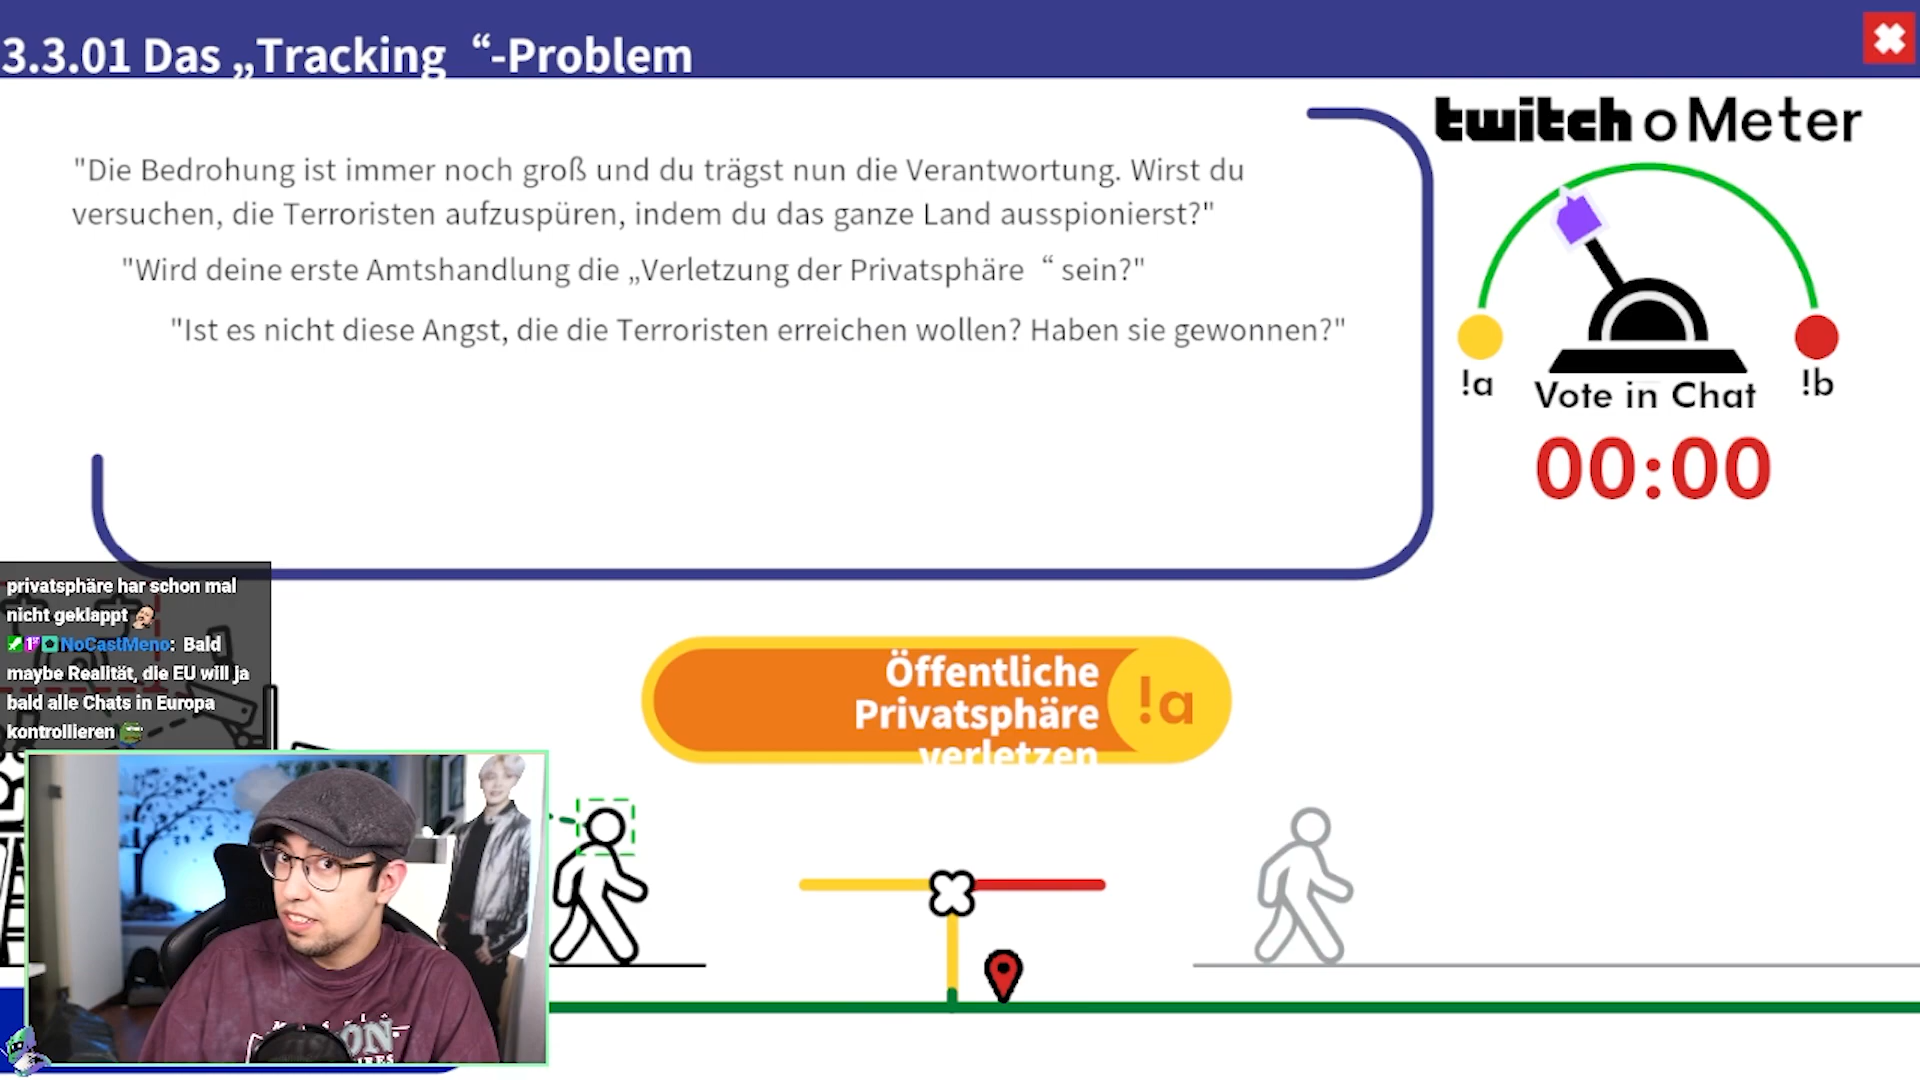 3.3.01 Das „Tracking “-Problem
twitch o Meter
"Die Bedrohung ist immer noch groß und du trägst nun die Verantwortung. Wirst du
versuchen, die Terroristen aufzuspüren, indem du das ganze Land ausspionierst?"
"Wird deine erste Amtshandlung die „Verletzung der Privatsphäre “ sein?"
"Ist es nicht diese Angst, die die Terroristen erreichen wollen? Haben sie gewonnen?"
!a
Vote in Chat
!b
00:00
privatsphäre har schon mal
nicht geklappt
NoCastMeno: Bald
maybe Realität, die EU will ja
bald alle Chats in Europa
kontrollieren
Öffentliche
Privatsphäre
verletzen
!a